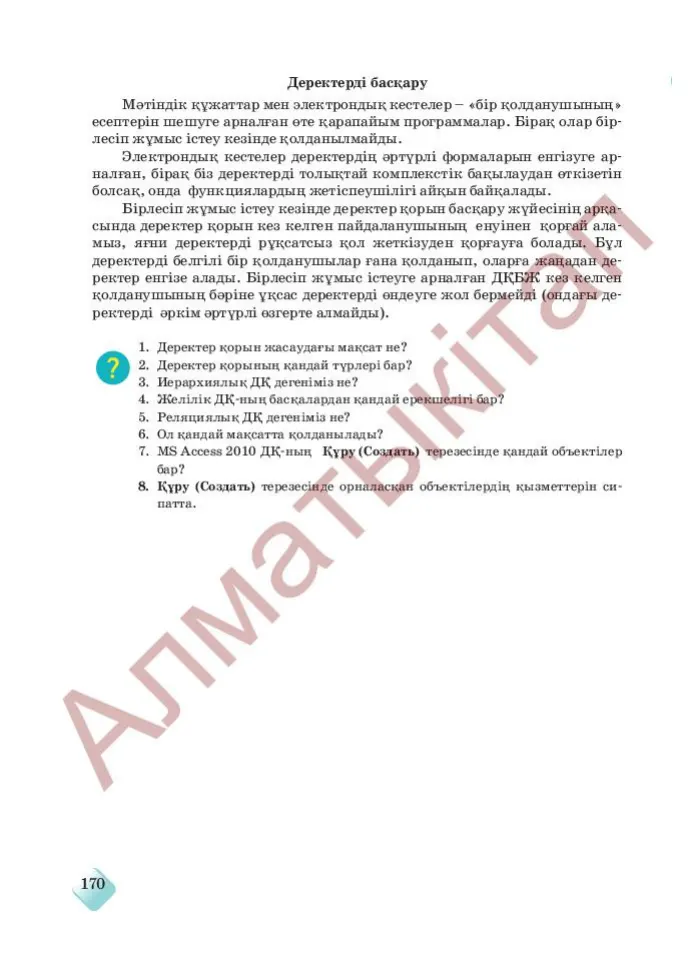 Деректерді басқару
Мәтіндік құжаттар мен электрондық кестелер – «бір қолданушының»
есептерін шешуге арналған өте қарапайым программалар. Бірақ олар бір-
лесіп жұмыс істеу кезінде қолданылмайды.
Электрондық кестелер деректердің әртүрлі формаларын енгізуге ар-
налған, бірақ біз деректерді толықтай комплекстік бақылаудан өткізетін
болсақ, онда функциялардың жетіспеушілігі айқын байқалады.
Бірлесіп жұмыс істеу кезінде деректер қорын басқару жүйесінің арқа-
сында деректер қорын кез келген пайдаланушының енуінен қорғай ала-
мыз, яғни деректерді рұқсатсыз қол жеткізуден қорғауға болады. Бұл
деректерді белгілі бір қолданушылар ғана қолданып, оларға жаңадан де-
ректер енгізе алады. Бірлесіп жұмыс істеуге арналған ДҚБЖ кез келген
қолданушының бәріне ұқсас деректерді өңдеуге жол бермейді (ондағы де-
ректерді әркім әртүрлі өзгерте алмайды).
?
1. Деректер қорын жасаудағы мақсат не?
2. Деректер қорының қандай түрлері бар?
3. Иерархиялық ДҚ дегеніміз не?
4. Желілік ДҚ-ның басқалардан қандай ерекшелігі бар?
5. Реляциялық ДҚ дегеніміз не?
6. Ол қандай мақсатта қолданылады?
7. MS Access 2010 ДҚ-ның Құру (Создать) терезесінде қандай объектілер
бар?
8. Құру (Создать) терезесінде орналасқан объектілердің қызметтерін си-
патта.
Алматыкітап
170